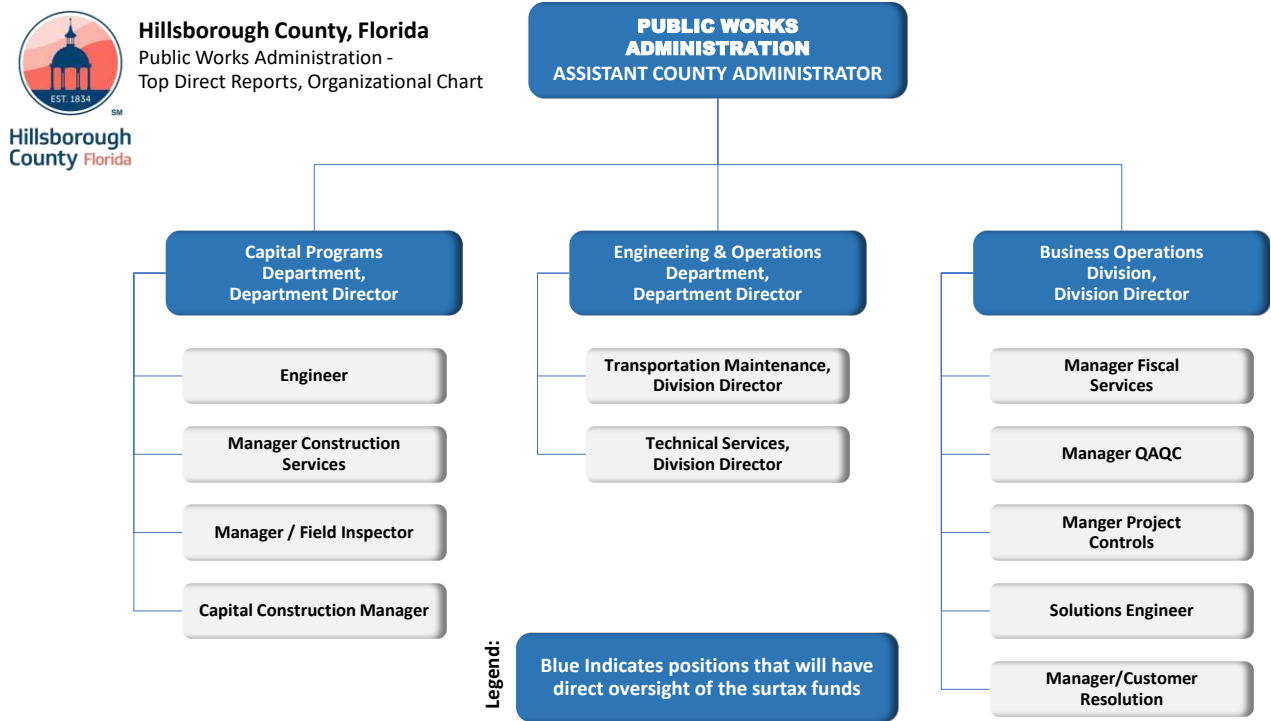 EST. 1834
SM
Hillsborough
County Florida
Hillsborough County, Florida
Public Works Administration -
Top Direct Reports, Organizational Chart
PUBLIC WORKS
ADMINISTRATION
ASSISTANT COUNTY ADMINISTRATOR
Capital Programs
Department,
Department Director
Engineer
Manager Construction
Services
Manager / Field Inspector
Capital Construction Manager
Engineering & Operations
Department,
Department Director
Transportation Maintenance,
Division Director
Technical Services,
Division Director
Business Operations
Division,
Division Director
Manager Fiscal
Services
Manager QAQC
Manger Project
Controls
Solutions Engineer
Manager/Customer
Resolution
Legend:
Blue Indicates positions that will have
direct oversight of the surtax funds